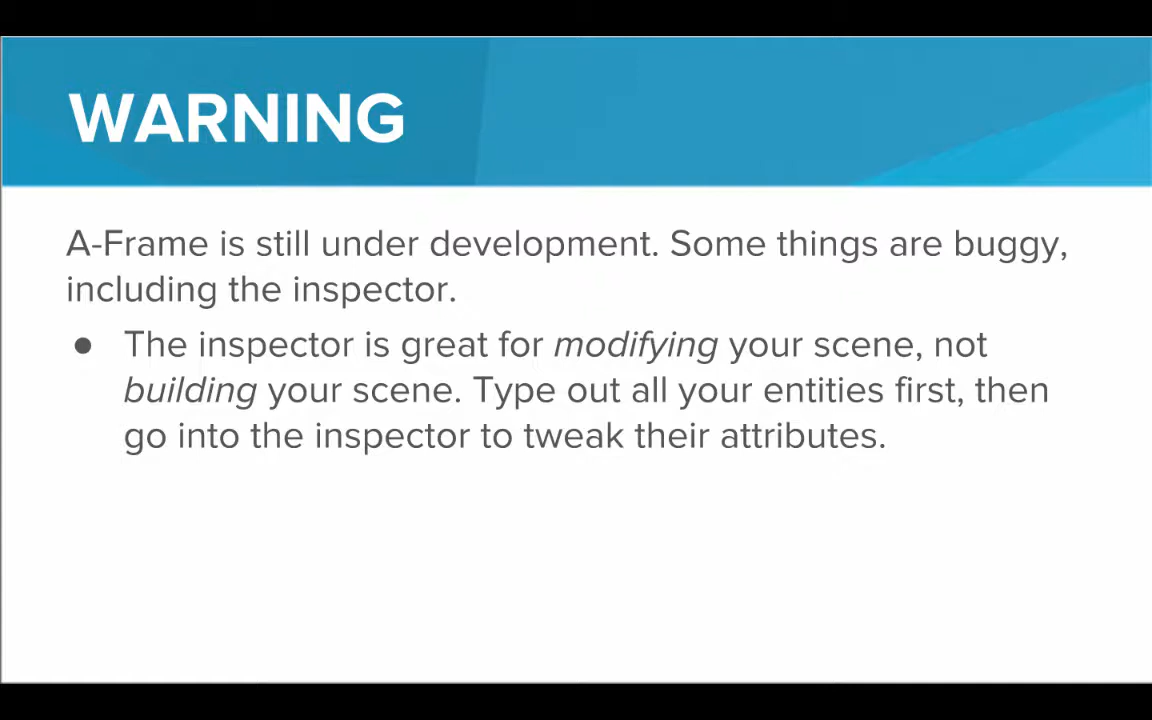 WARNING
A-Frame is still under development. Some things are buggy,
including the inspector.
● The inspector is great for modifying your scene, not
building your scene. Type out all your entities first, then
go into the inspector to tweak their attributes.